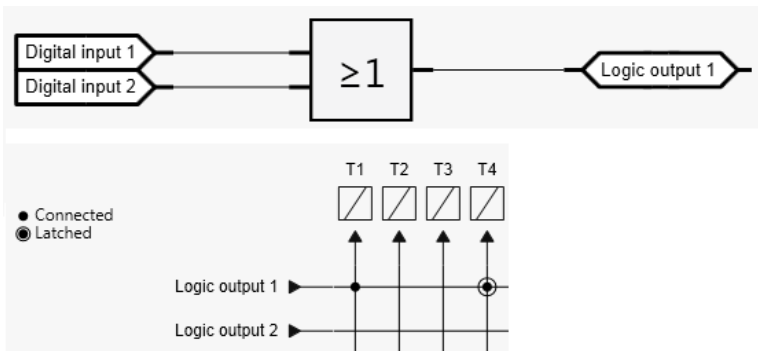 Digital input 1
Digital input 2
≥1
Logic output 1
T1 T2 T3 T4
Connected
Latched
Logic output 1
Logic output 2